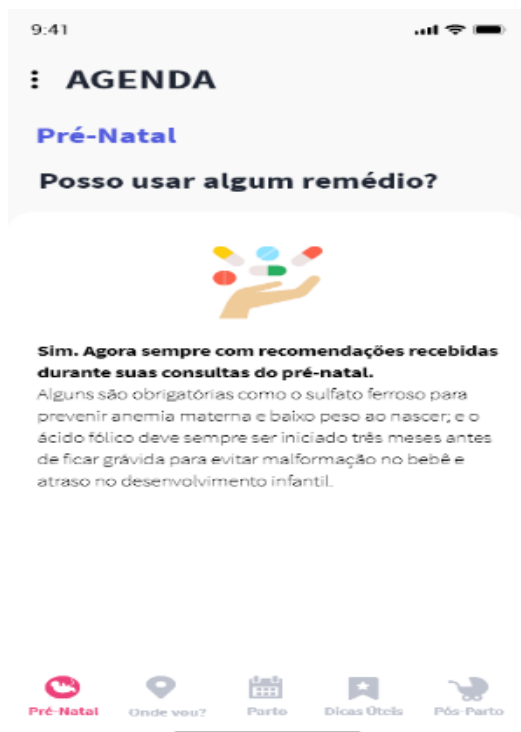 9:41
AGENDA
Pré-Natal
Posso usar algum remédio?
Sim. Agora sempre com recomendações recebidas
durante suas consultas do pré-natal.
Alguns são obrigatórias como o sulfato ferroso para
prevenir anemia materna e baixo peso ao nascer; e o
ácido fólico deve sempre ser iniciado três meses antes
de ficar grávida para evitar malformação no bebê e
atraso no desenvolvimento infantil.
Pré-Natal Onde vou? Parto Dicas Úteis Pós-Parto